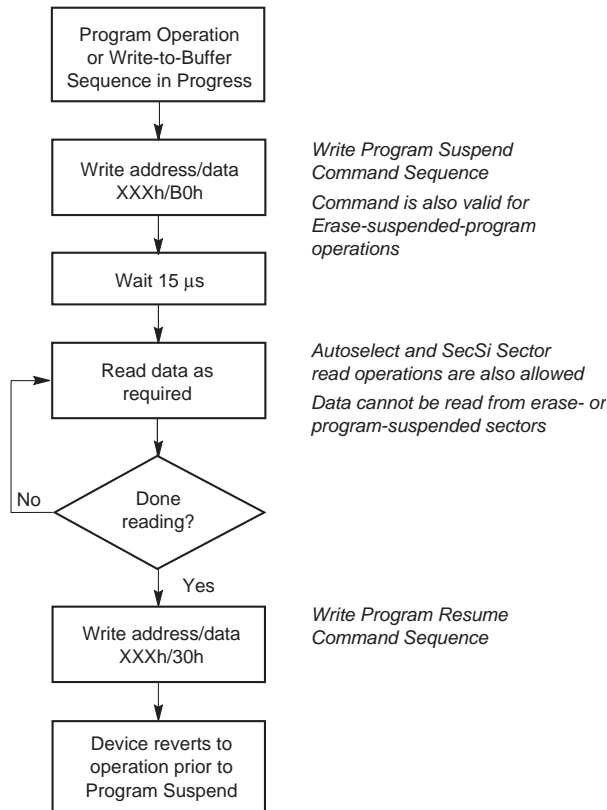 Program Operation
or Write-to-Buffer
Sequence in Progress
Write address/data
XXXh/B0h
Write Program Suspend
Command Sequence
Command is also valid for
Erase-suspended-program
operations
Wait 15 μs
Read data as
required
Autoselect and SecSi Sector
read operations are also allowed
Data cannot be read from erase- or
program-suspended sectors
No
Done
reading?
Yes
Write address/data
XXXh/30h
Write Program Resume
Command Sequence
Device reverts to
operation prior to
Program Suspend